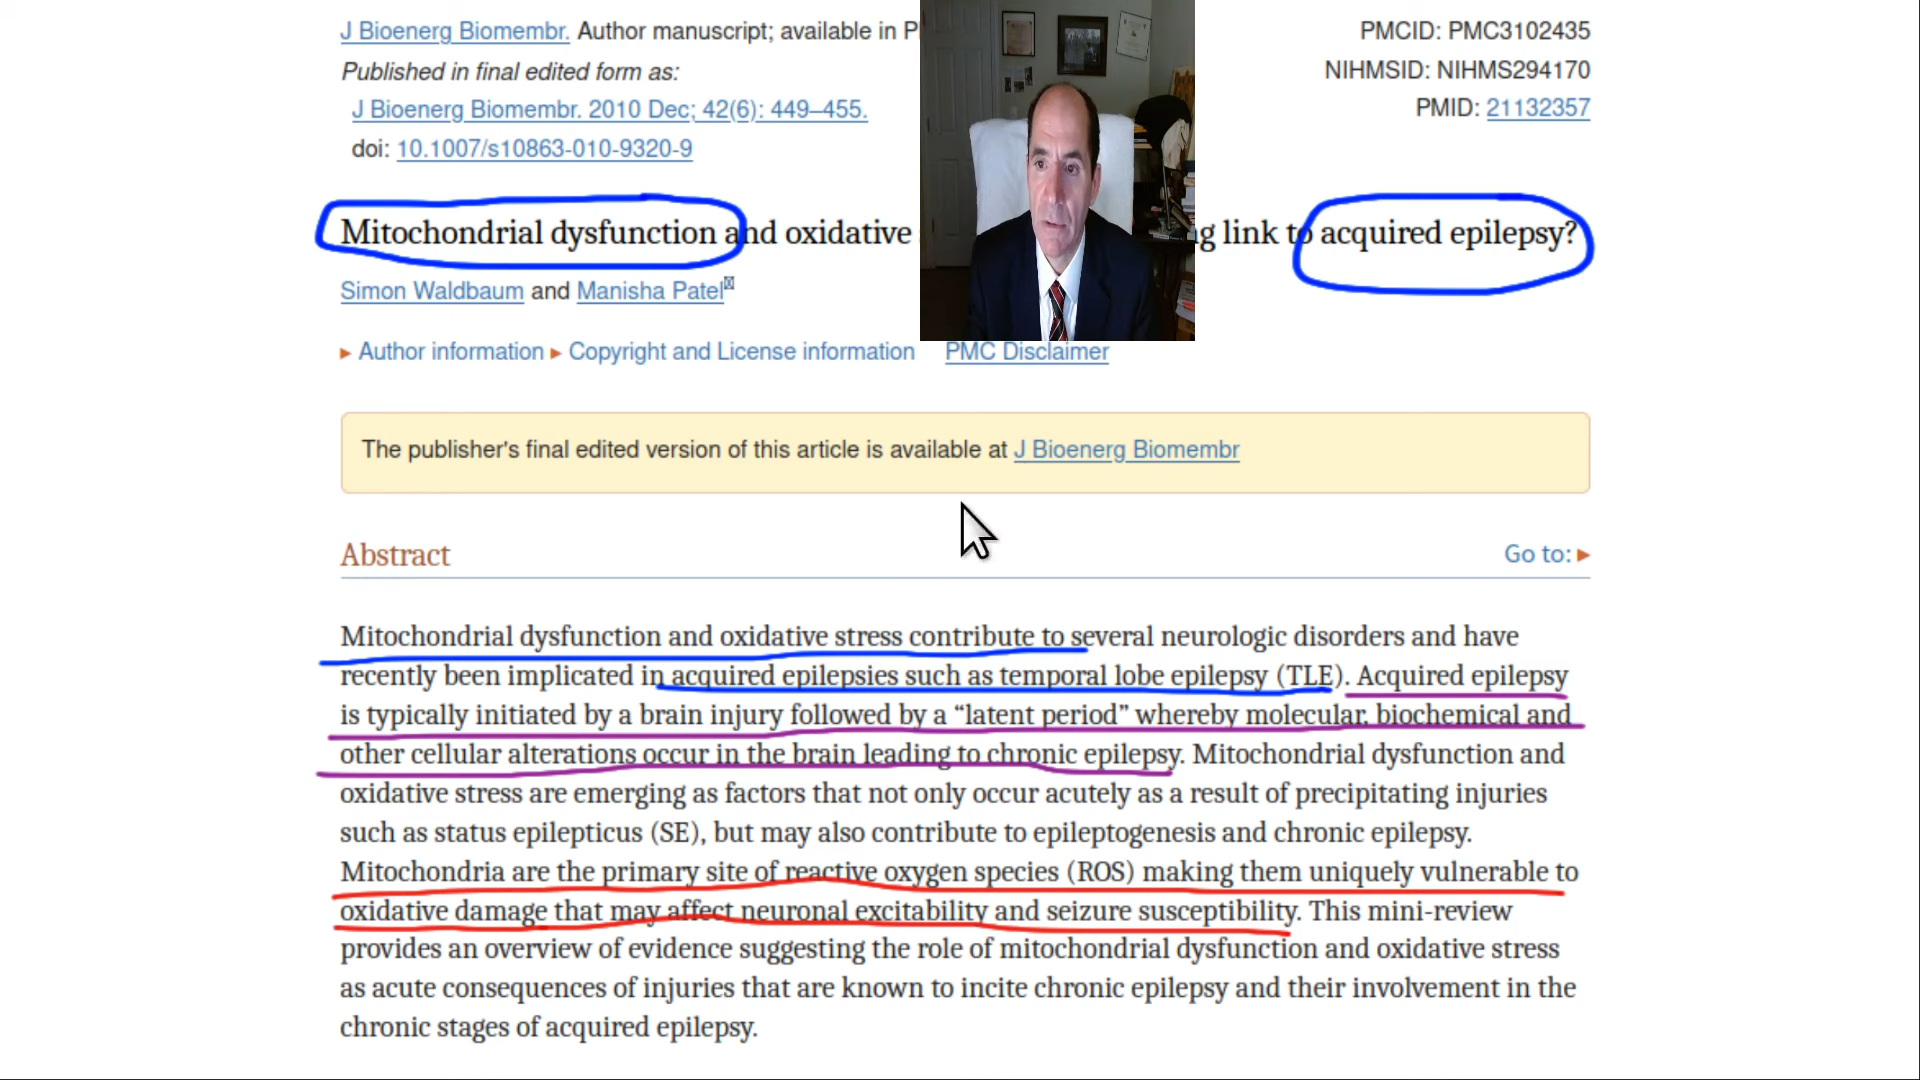 J Bioenerg Biomembr. Author manuscript; available in P
PMCID: PMC3102435
Published in final edited form as:
NIHMSID: NIHMS294170
J Bioenerg Biomembr. 2010 Dec; 42(6): 449–455.
PMID: 21132357
doi: 10.1007/s10863-010-9320-9
Mitochondrial dysfunction and oxidative g link to acquired epilepsy?
Simon Waldbaum and Manisha Patel
▸ Author information ▸ Copyright and License information PMC Disclaimer
The publisher's final edited version of this article is available at J Bioenerg Biomembr
Abstract
Go to: ▸
Mitochondrial dysfunction and oxidative stress contribute to several neurologic disorders and have
recently been implicated in acquired epilepsies such as temporal lobe epilepsy (TLE). Acquired epilepsy
is typically initiated by a brain injury followed by a “latent period” whereby molecular, biochemical and
other cellular alterations occur in the brain leading to chronic epilepsy. Mitochondrial dysfunction and
oxidative stress are emerging as factors that not only occur acutely as a result of precipitating injuries
such as status epilepticus (SE), but may also contribute to epileptogenesis and chronic epilepsy.
Mitochondria are the primary site of reactive oxygen species (ROS) making them uniquely vulnerable to
oxidative damage that may affect neuronal excitability and seizure susceptibility. This mini-review
provides an overview of evidence suggesting the role of mitochondrial dysfunction and oxidative stress
as acute consequences of injuries that are known to incite chronic epilepsy and their involvement in the
chronic stages of acquired epilepsy.